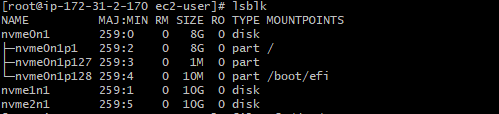 [root@ip-172-31-2-170 ec2-user]# lsblk
NAME          MAJ:MIN RM SIZE RO TYPE MOUNTPOINTS
nvme0n1       259:0    0   8G  0 disk
├─nvme0n1p1   259:2    0   8G  0 part /
├─nvme0n1p127 259:3    0   1M  0 part
└─nvme0n1p128 259:4    0  10M  0 part /boot/efi
nvme1n1       259:1    0  10G  0 disk
nvme2n1       259:5    0  10G  0 disk